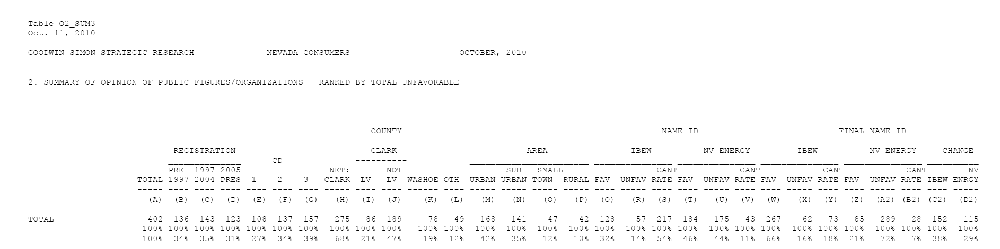 Table Q2_SUM3
Oct. 11, 2010
GOODWIN SIMON STRATEGIC RESEARCH NEVADA CONSUMERS OCTOBER, 2010
2. SUMMARY OF OPINION OF PUBLIC FIGURES/ORGANIZATIONS - RANKED BY TOTAL UNFAVORABLE
COUNTY NAME ID FINAL NAME ID
___________________________ ------------------------------- ------------------------------------------
REGISTRATION CLARK AREA IBEW NV ENERGY IBEW NV ENERGY CHANGE
______________ CD ---------- _______________________ _______________ _______________ _______________ _______________ __________
PRE 1997 2005 ______________ NET: NOT SUB- SMALL CANT CANT CANT CANT + - NV
TOTAL 1997 2004 PRES 1 2 3 CLARK LV LV WASHOE OTH URBAN URBAN TOWN RURAL FAV UNFAV RATE FAV UNFAV RATE FAV UNFAV RATE FAV UNFAV RATE IBEW ENRGY
----- ---- ---- ---- ---- ---- ---- ----- ---- ---- ------ ---- ----- ----- ----- ----- ---- ----- ---- ---- ----- ---- ---- ----- ---- ---- ----- ---- ---- -----
(A) (B) (C) (D) (E) (F) (G) (H) (I) (J) (K) (L) (M) (N) (O) (P) (Q) (R) (S) (T) (U) (V) (W) (X) (Y) (Z) (A2) (B2) (C2) (D2)
TOTAL 402 136 143 123 108 137 157 275 86 189 78 49 168 141 47 42 128 57 217 184 175 43 267 62 73 85 289 28 152 115
100% 100% 100% 100% 100% 100% 100% 100% 100% 100% 100% 100% 100% 100% 100% 100% 100% 100% 100% 100% 100% 100% 100% 100% 100% 100% 100% 100% 100% 100%
100% 34% 35% 31% 27% 34% 39% 68% 21% 47% 19% 12% 42% 35% 12% 10% 32% 14% 54% 46% 44% 11% 66% 16% 18% 21% 72% 7% 38% 29%